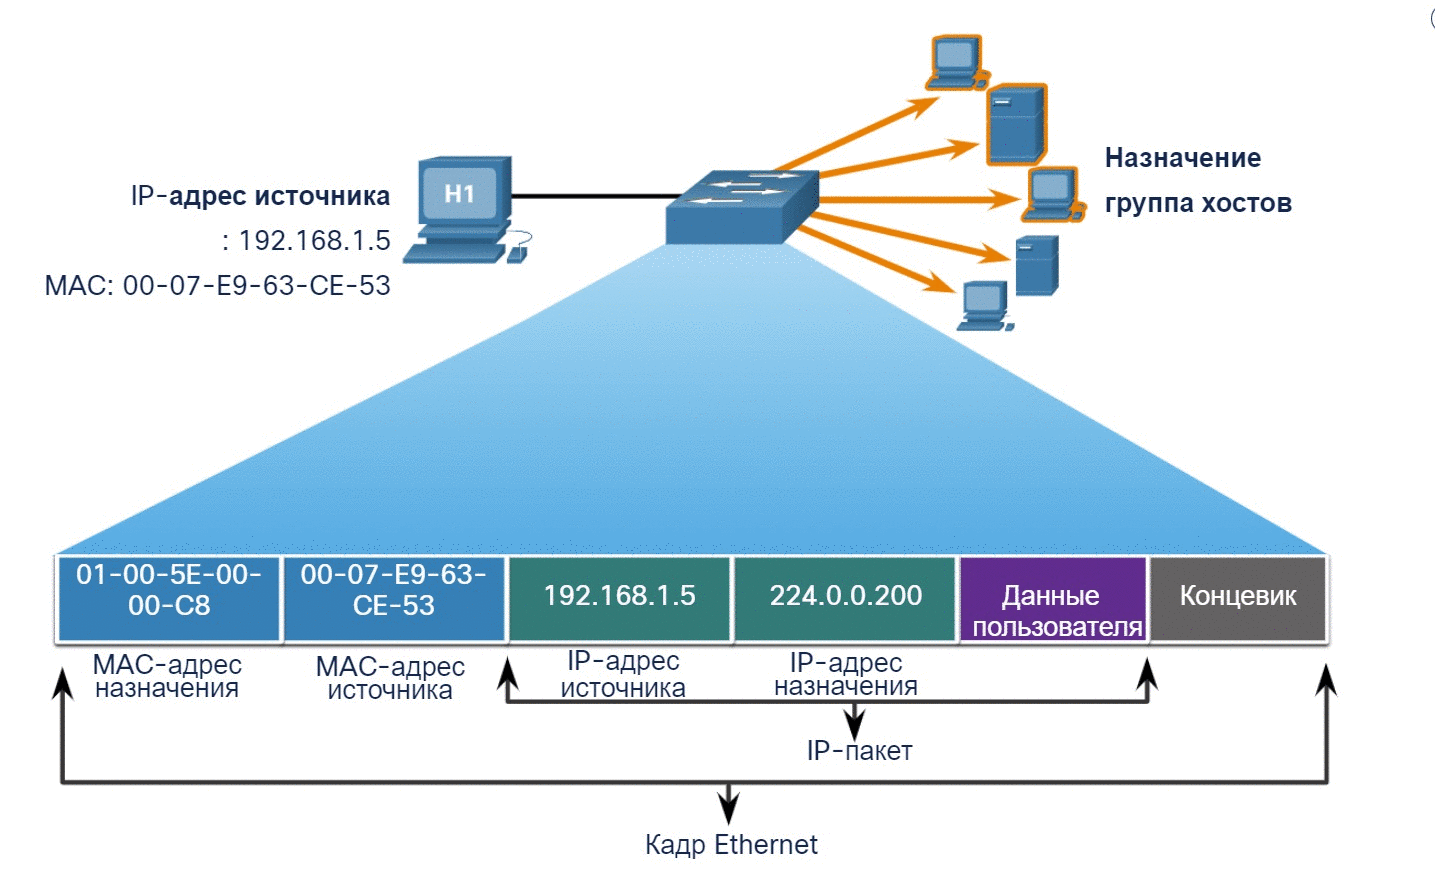 H1
IP-адрес источника
: 192.168.1.5
MAC: 00-07-E9-63-CE-53
Назначение
группа хостов
01-00-5E-00-
00-C8
00-07-E9-63-
CE-53
192.168.1.5
224.0.0.200
Данные
пользователя
Концевик
MAC-адрес
назначения
MAC-адрес
источника
IP-адрес
источника
IP-адрес
назначения
IP-пакет
Кадр Ethernet